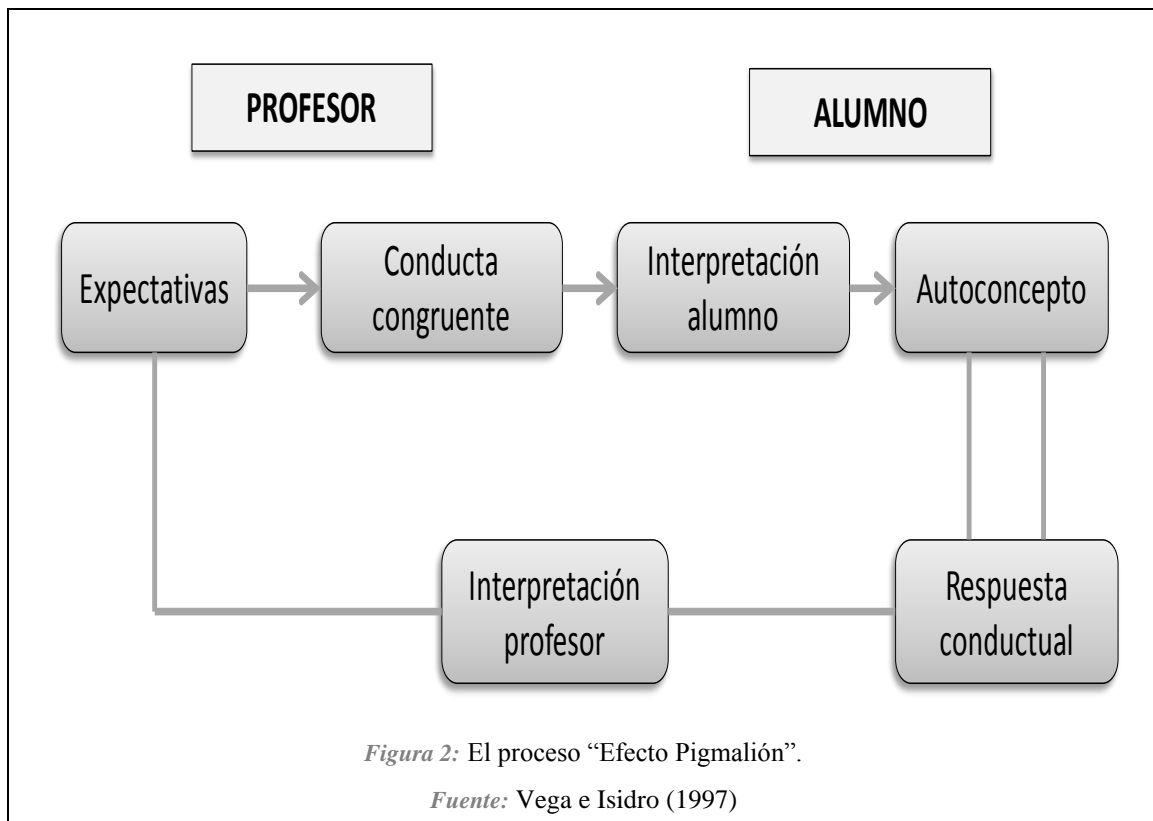 PROFESOR
ALUMNO
Expectativas
Conducta
congruente
Interpretación
alumno
Autoconcepto
Interpretación
profesor
Respuesta
conductual
Figura 2: El proceso “Efecto Pigmalión”.
Fuente: Vega e Isidro (1997)